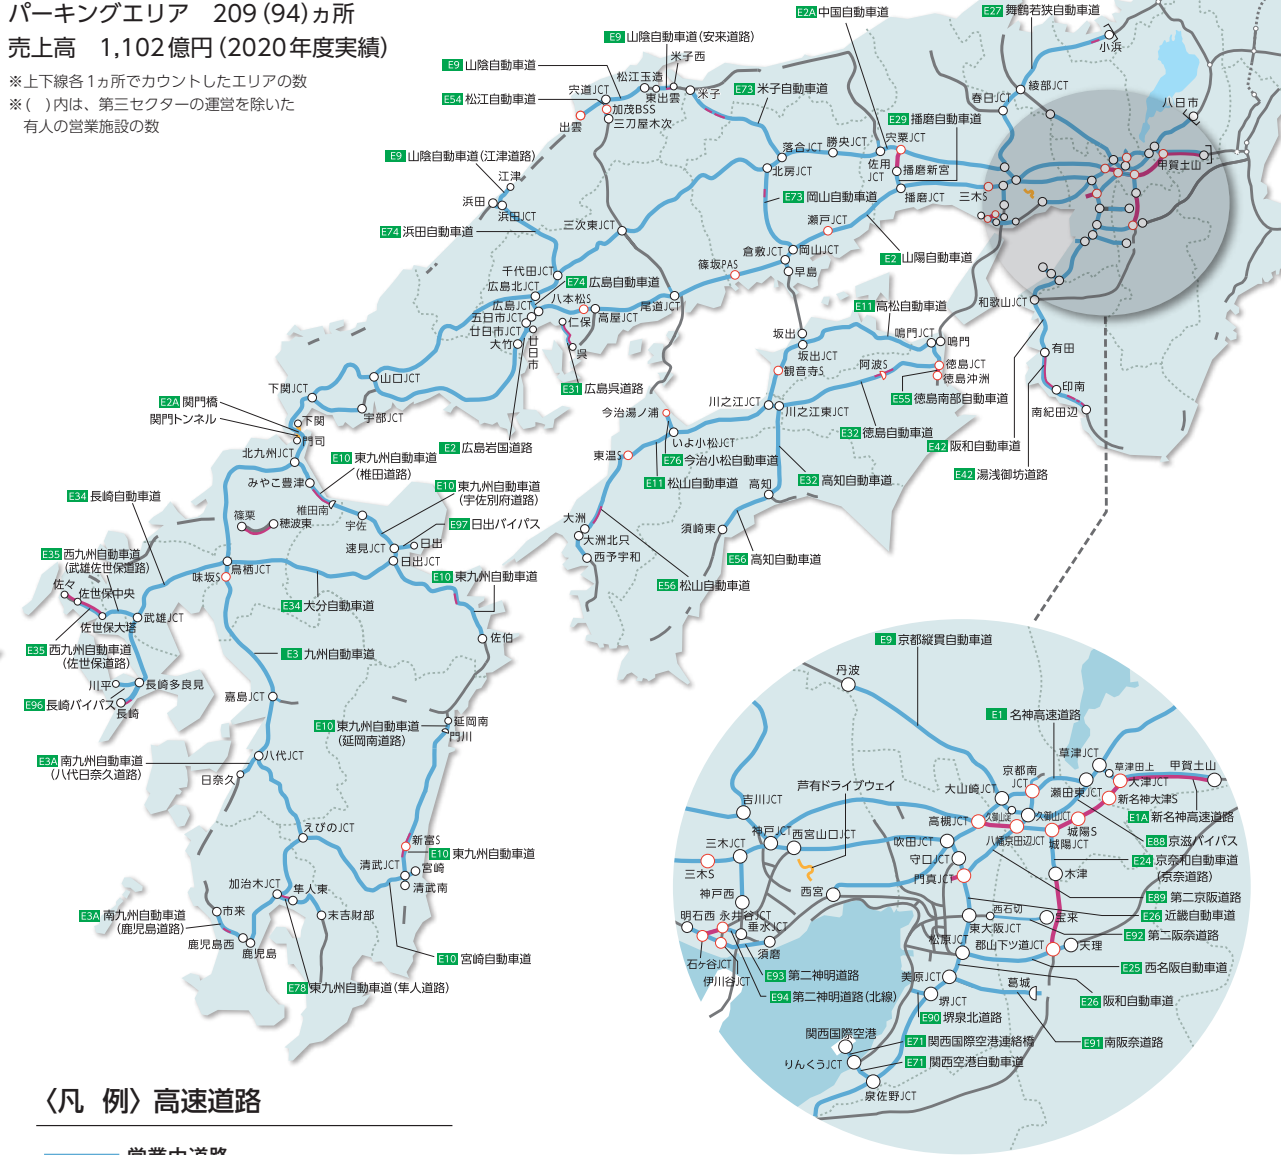 パーキングエリア 209（94）ヵ所
売上高 1,102億円（2020年度実績）
※上下線各1ヵ所でカウントしたエリアの数
※（ ）内は、第三セクターの運営を除いた
有人の営業施設の数
E2A 中国自動車道
E27 舞鶴若狭自動車道
小浜
E9 山陰自動車道（安来道路）
米子西
E9 山陰自動車道
松江玉造
東出雲
米子
宍道JCT
E54 松江自動車道
加茂BSS
出雲
三刀屋木次
E73 米子自動車道
春日JCT
綾部JCT
八日市
E29 播磨自動車道
落合JCT
勝央JCT
宍粟JCT
佐用JCT
播磨新宮
甲賀土山
E9 山陰自動車道（江津道路）
江津
北房JCT
播磨JCT
三木S
浜田
浜田JCT
E73 岡山自動車道
瀬戸JCT
E74 浜田自動車道
三次東JCT
倉敷JCT
岡山JCT
E2 山陽自動車道
篠坂PAS
早島
千代田JCT
広島北JCT
E74 広島自動車道
広島JCT
八本松S
五日市JCT
廿日市JCT
仁保
高屋JCT
尾道JCT
大竹
廿日市
呉
E11 高松自動車道
和歌山JCT
坂出
坂出JCT
鳴門JCT
鳴門
有田
下関JCT
山口JCT
観音寺S
阿波S
徳島JCT
徳島沖洲
印南
E31 広島呉道路
E2A 関門橋
関門トンネル
宇部JCT
今治湯ノ浦
川之江JCT
川之江東JCT
E55 徳島南部自動車道
南紀田辺
下関
門司
いよ小松JCT
E32 徳島自動車道
E42 阪和自動車道
北九州JCT
E2 広島岩国道路
東温S
E76 今治小松自動車道
E10 東九州自動車道
（椎田道路）
みやこ豊津
E11 松山自動車道
高知
E32 高知自動車道
E42 湯浅御坊道路
E34 長崎自動車道
E10 東九州自動車道
（宇佐別府道路）
椎田南
篠栗
穂波東
宇佐
E97 日出バイパス
大洲
大洲北只
西予宇和
須崎東
速見JCT
日出
日出JCT
E35 西九州自動車道
（武雄佐世保道路）
味坂S
鳥栖JCT
E56 高知自動車道
E10 東九州自動車道
E56 松山自動車道
佐々
佐世保中央
佐世保大塔
武雄JCT
E34 大分自動車道
佐伯
E35 西九州自動車道
（佐世保道路）
E3 九州自動車道
川平
長崎多良見
E96 長崎バイパス
長崎
嘉島JCT
E10 東九州自動車道
（延岡南道路）
延岡南
門川
E3A 南九州自動車道
（八代日奈久道路）
八代JCT
日奈久
えびのJCT
新富S
E10 東九州自動車道
清武JCT
宮崎
清武南
加治木JCT
隼人東
E3A 南九州自動車道
（鹿児島道路）
市来
末吉財部
鹿児島西
鹿児島
E10 宮崎自動車道
E78 東九州自動車道（隼人道路）
E9 京都縦貫自動車道
丹波
E1 名神高速道路
草津JCT
草津田上
甲賀土山
京都南JCT
大津JCT
芦有ドライブウェイ
大山崎JCT
瀬田東JCT
新名神大津S
吉川JCT
久御山淀
久御山JCT
E1A 新名神高速道路
神戸JCT
西宮山口JCT
高槻JCT
城陽S
吹田JCT
八幡京田辺JCT
城陽JCT
E88 京滋バイパス
三木JCT
守口JCT
E24 京奈和自動車道
（京奈道路）
三木S
門真JCT
木津
神戸西
西宮
E89 第二京阪道路
明石西
永井谷JCT
西石切
宝来
E26 近畿自動車道
垂水JCT
東大阪JCT
E92 第二阪奈道路
須磨
松原JCT
郡山下ツ道JCT
天理
石ヶ谷JCT
伊川谷JCT
E93 第二神明道路
E25 西名阪自動車道
美原JCT
葛城
E94 第二神明道路（北線）
堺JCT
E26 阪和自動車道
E90 堺泉北道路
関西国際空港
E71 関西国際空港連絡橋
E91 南阪奈道路
りんくうJCT
E71 関西空港自動車道
泉佐野JCT
〈凡 例〉高速道路